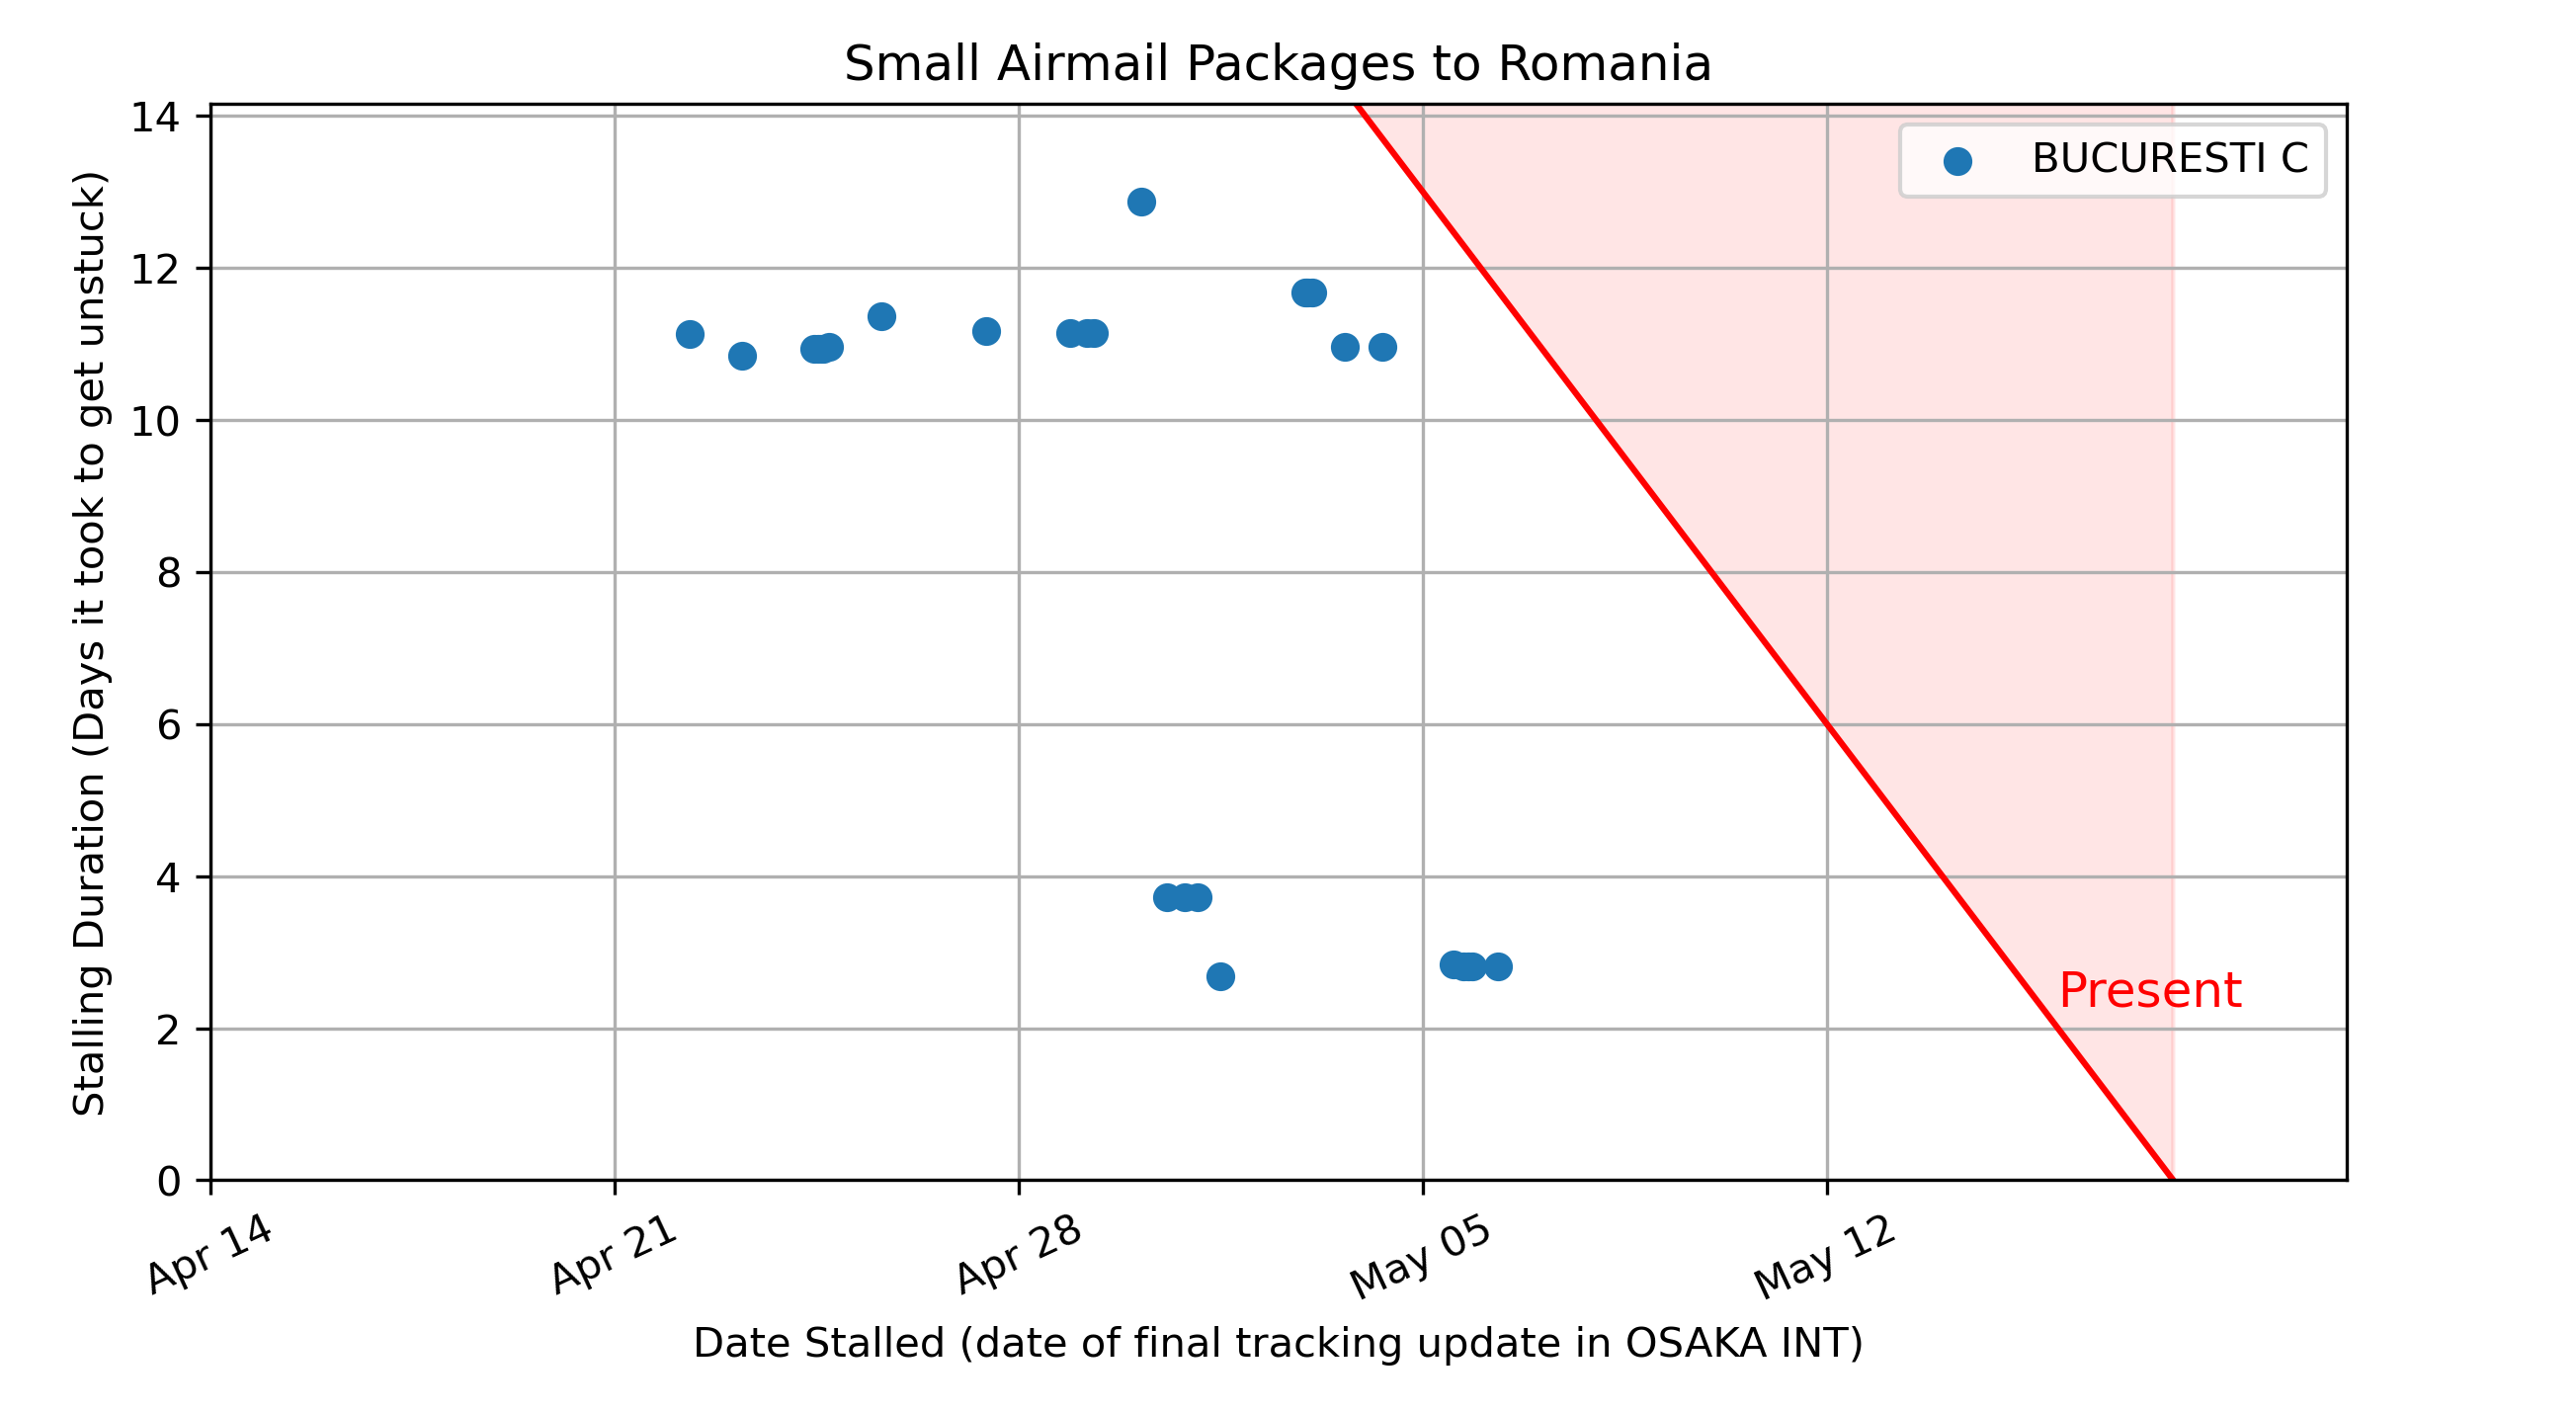 Small Airmail Packages to Romania
BUCURESTI C
Stalling Duration (Days it took to get unstuck)
14
12
10
8
6
4
2
0
Present
Apr 14
Apr 21
Apr 28
May 05
May 12
Date Stalled (date of final tracking update in OSAKA INT)